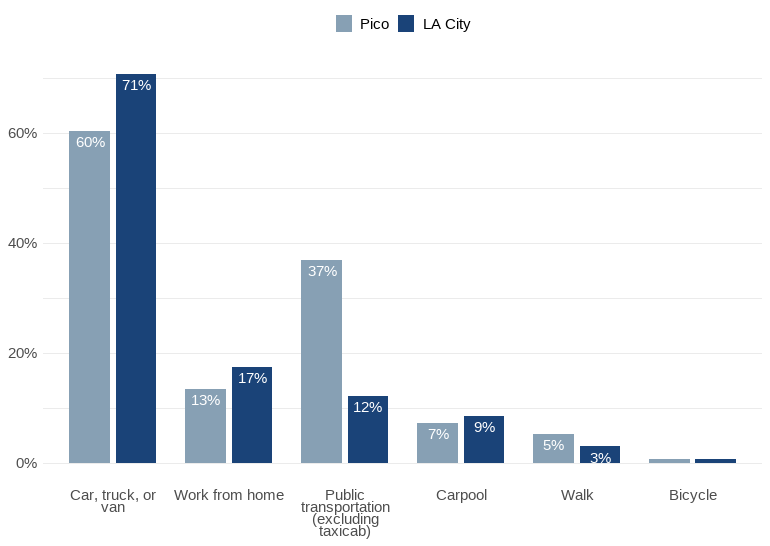 Pico LA City
60%
40%
20%
0%
60%
71%
13%
17%
37%
12%
7%
9%
5%
3%
Car, truck, or
van
Work from home
Public
transportation
(excluding
taxicab)
Carpool
Walk
Bicycle